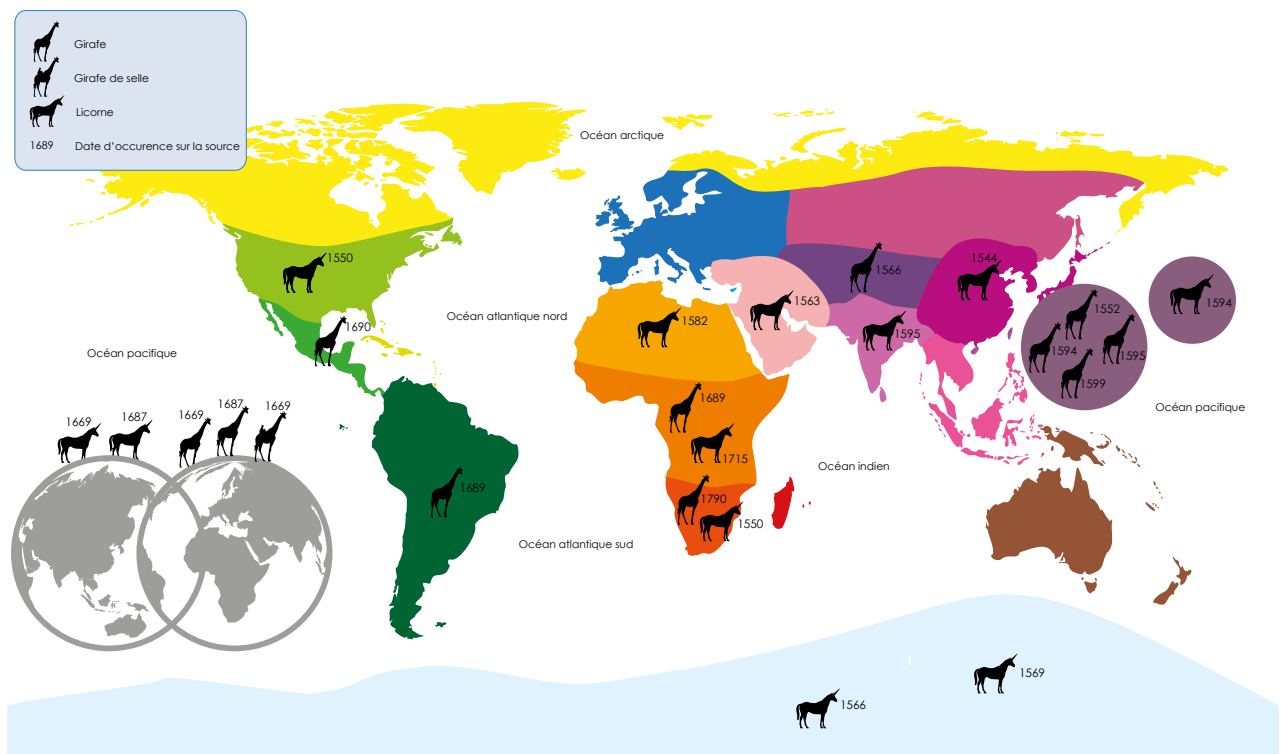 Girafe
Girafe de selle
Licorne
1689 Date d'occurence sur la source
Océan arctique
1550
1544
1566
1594
1563
1552
Océan atlantique nord
1582
1690
1595
1594
1595
Océan pacifique
1599
1689
Océan pacifique
1669
1687
1669
1687
1669
1715
Océan indien
1689
1790
1550
Océan atlantique sud
1
1569
1566